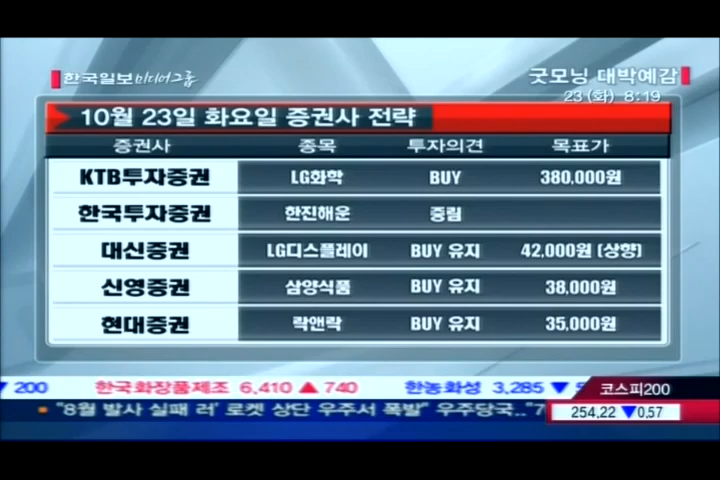 한국일보 미디어그룹
굿모닝 대박예감
23 (화) 8:19
10월 23일 화요일 증권사 전략
증권사 종목 투자의견 목표가
KTB투자증권 LG화학 BUY 380,000원
한국투자증권 한진해운 중립
대신증권 LG디스플레이 BUY 유지 42,000원 (상향)
신영증권 삼양식품 BUY 유지 38,000원
현대증권 락앤락 BUY 유지 35,000원
▼ 200 한국화장품제조 6,410 ▲ 740 한농화성 3,285 ▼ 코스피200
"8월 발사 실패 러' 로켓 상단 우주서 폭발" 우주당국.."7 254.22 ▼0.57